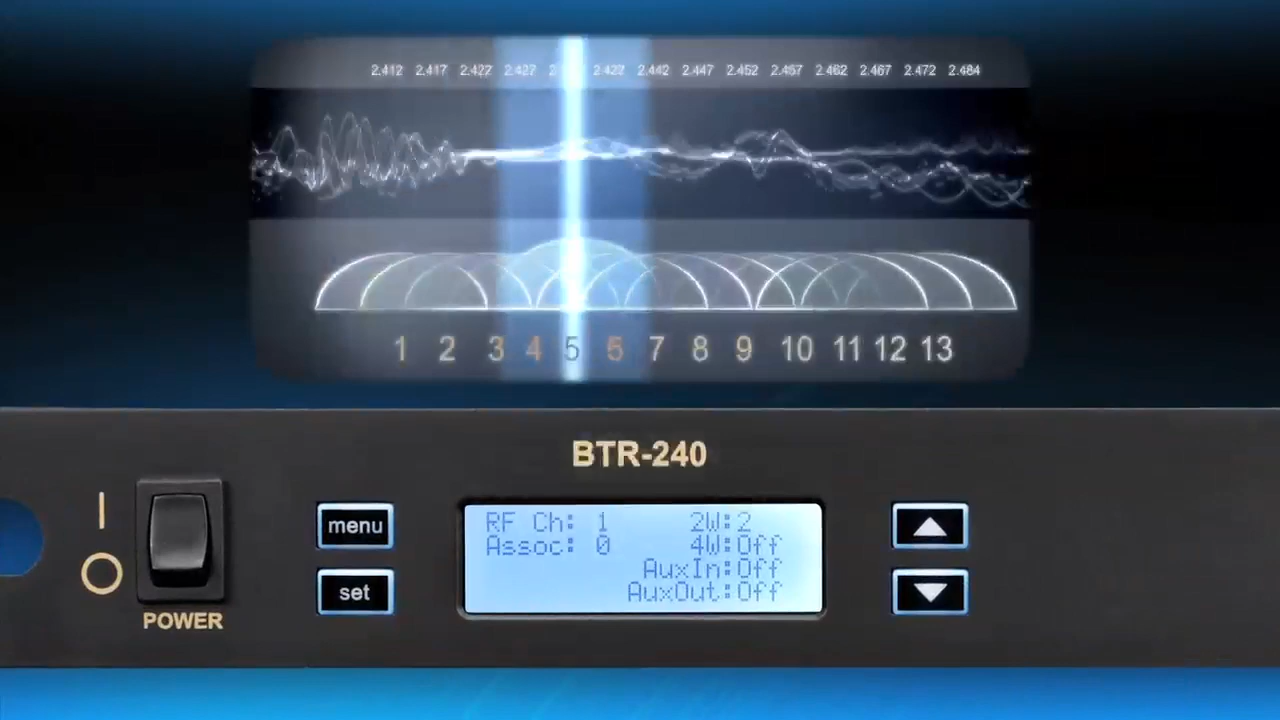 2.412 2.417 2.427 2.427 2.422 2.442 2.447 2.452 2.457 2.462 2.467 2.472 2.484
1 2 3 4 5 5 7 8 9 10 11 12 13
BTR-240
RF Ch: 1 2W:2
Assoc: 0 4W:Off
AuxIn:Off
AuxOut:Off
menu
set
POWER